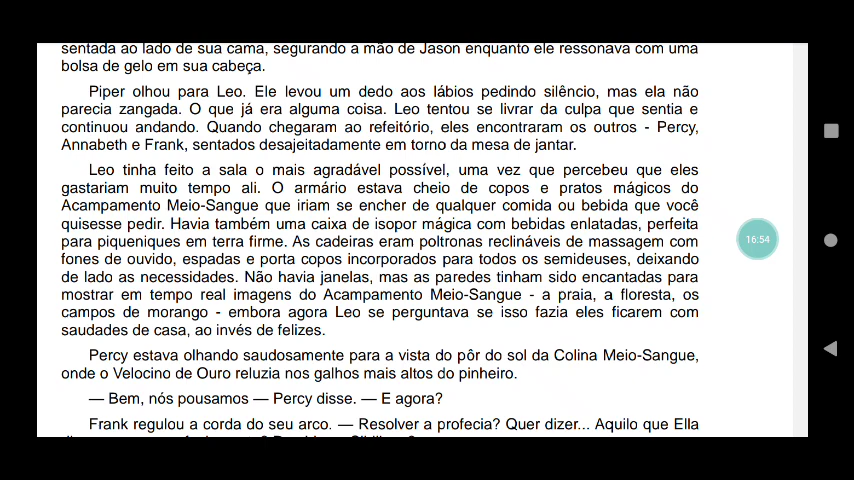 sentada ao lado de sua cama, segurando a mão de Jason enquanto ele ressonava com uma
bolsa de gelo em sua cabeça.
Piper olhou para Leo. Ele levou um dedo aos lábios pedindo silêncio, mas ela não
parecia zangada. O que já era alguma coisa. Leo tentou se livrar da culpa que sentia e
continuou andando. Quando chegaram ao refeitório, eles encontraram os outros - Percy,
Annabeth e Frank, sentados desajeitadamente em torno da mesa de jantar.
Leo tinha feito a sala o mais agradável possível, uma vez que percebeu que eles
gastariam muito tempo ali. O armário estava cheio de copos e pratos mágicos do
Acampamento Meio-Sangue que iriam se encher de qualquer comida ou bebida que você
quisesse pedir. Havia também uma caixa de isopor mágica com bebidas enlatadas, perfeita
para piqueniques em terra firme. As cadeiras eram poltronas reclináveis de massagem com
fones de ouvido, espadas e porta copos incorporados para todos os semideuses, deixando
de lado as necessidades. Não havia janelas, mas as paredes tinham sido encantadas para
mostrar em tempo real imagens do Acampamento Meio-Sangue - a praia, a floresta, os
campos de morango - embora agora Leo se perguntava se isso fazia eles ficarem com
saudades de casa, ao invés de felizes.
Percy estava olhando saudosamente para a vista do pôr do sol da Colina Meio-Sangue,
onde o Velocino de Ouro reluzia nos galhos mais altos do pinheiro.
— Bem, nós pousamos — Percy disse. — E agora?
Frank regulou a corda do seu arco. — Resolver a profecia? Quer dizer... Aquilo que Ella
16:54